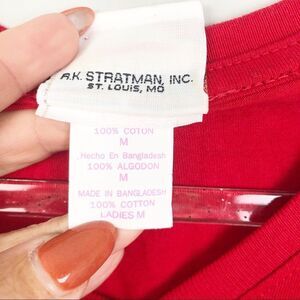 A.K. STRATMAN, INC.
ST. LOUIS, MO
100% COTON
M
Hecho En Bangladesh
100% ALGODON
M
MADE IN BANGLADESH
100% COTTON
LADIES M